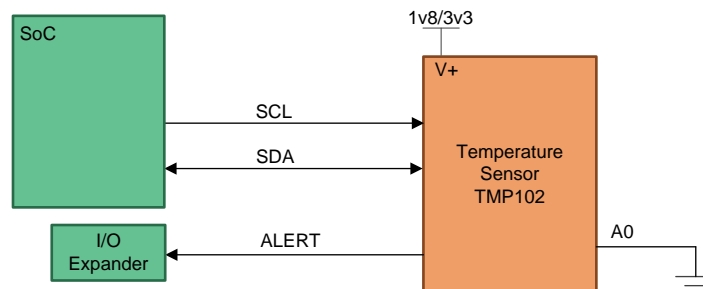 1v8/3v3
SoC
V+
SCL
SDA
Temperature
Sensor
TMP102
I/O
Expander
ALERT
A0